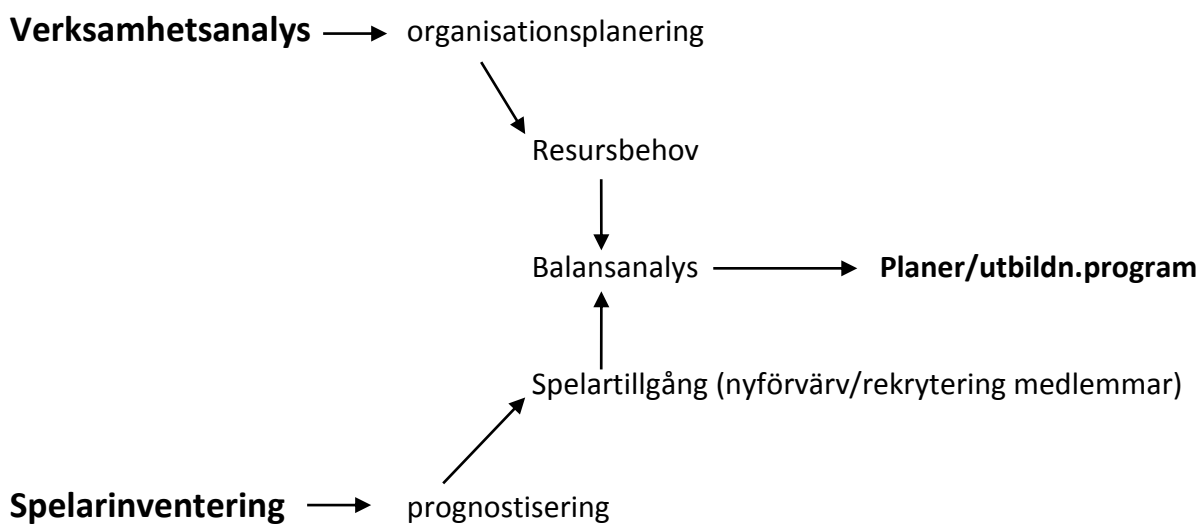 Verksamhetsanalys organisationsplanering
Resursbehov
Balansanalys Planer/utbildn.program
Spelartillgång (nyförvärv/rekrytering medlemmar)
Spelarinventering prognostisering